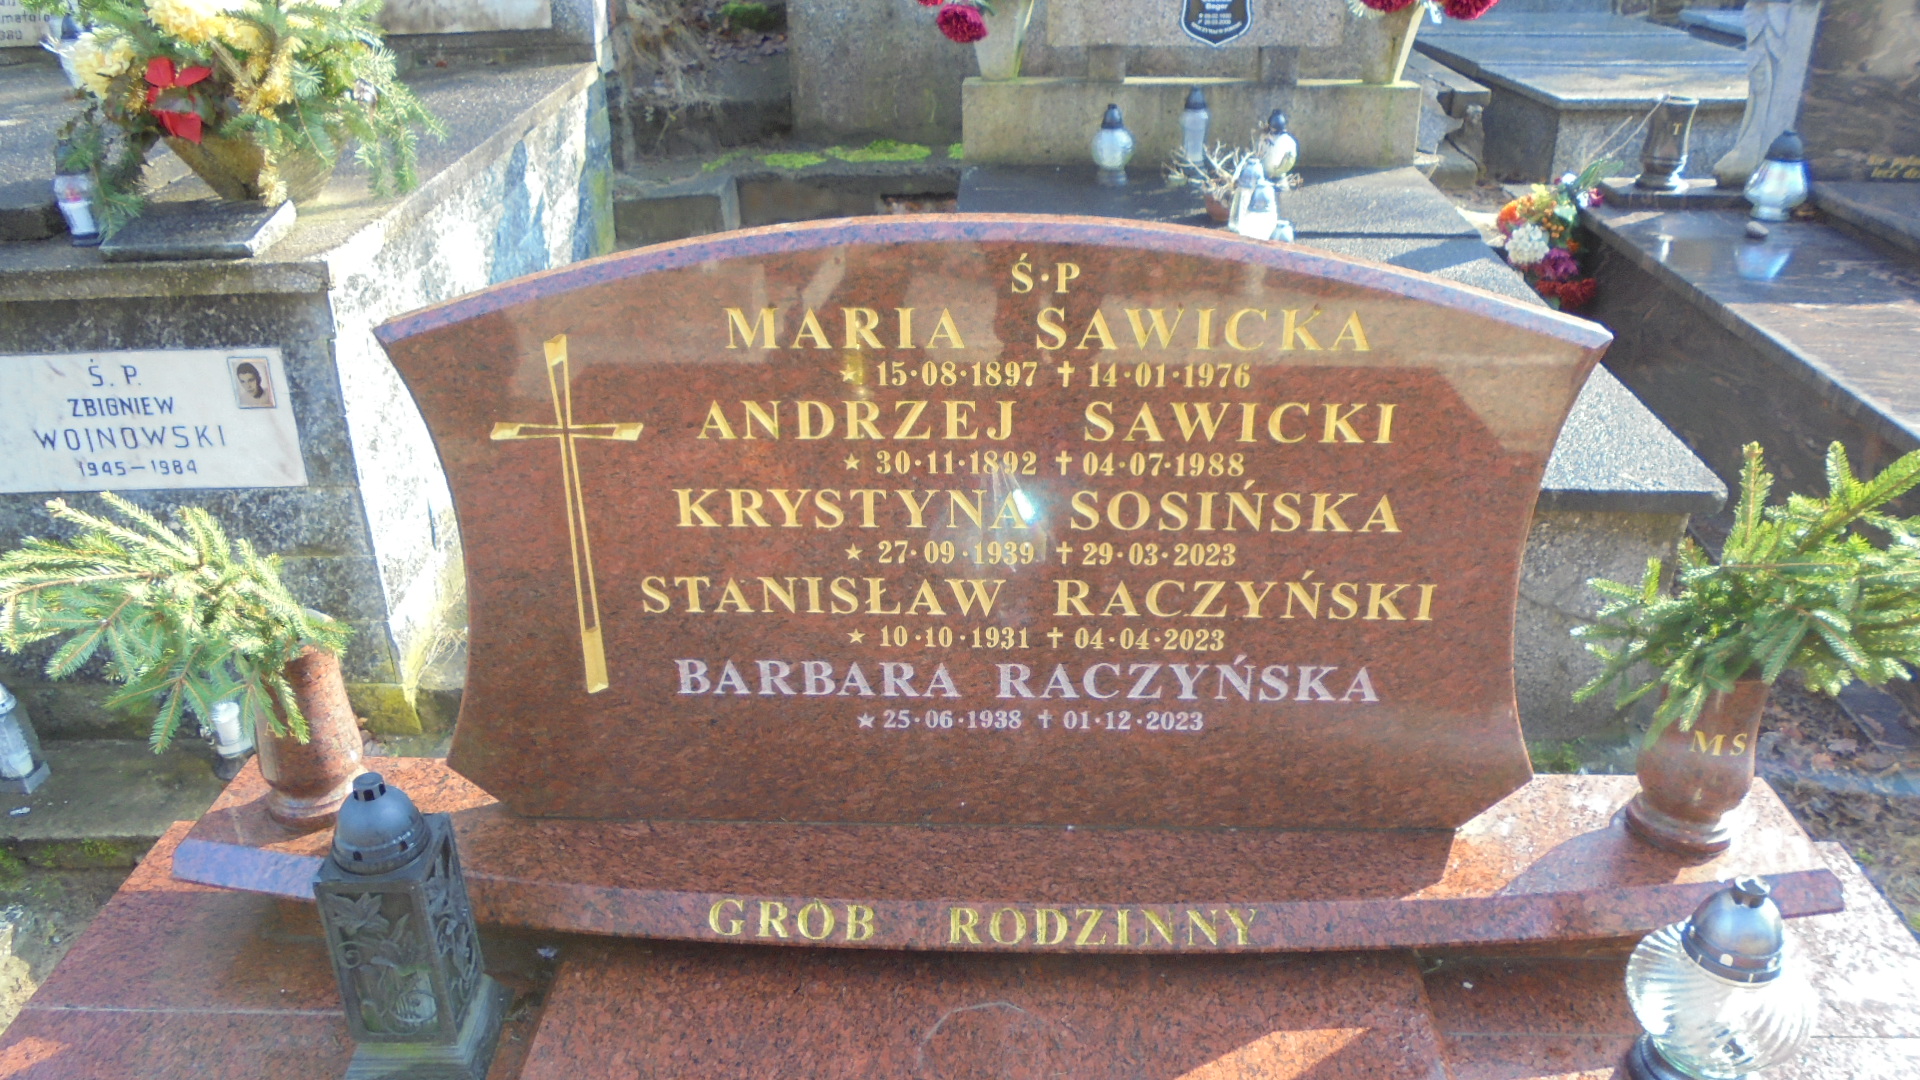 Ś·P
MARIA SAWICKA
★ 15·08·1897 † 14·01·1976
ANDRZEJ SAWICKI
★ 30·11·1892 † 04·07·1988
KRYSTYNA SOSIŃSKA
★ 27·09·1939 † 29·03·2023
STANISŁAW RACZYŃSKI
★ 10·10·1931 † 04·04·2023
BARBARA RACZYŃSKA
★ 25·06·1938 † 01·12·2023
GRÓB RODZINNY
MS
Ś. P.
ZBIGNIEW
WOJNOWSKI
1945-1984
T